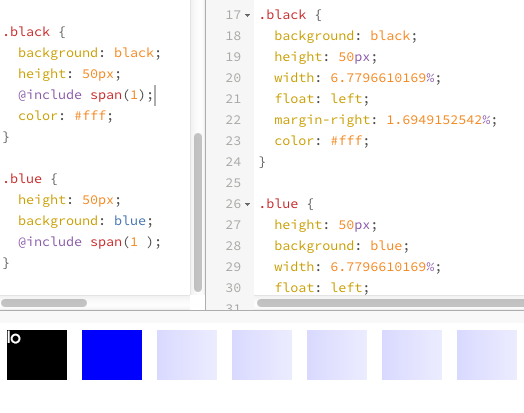 .black {
background: black;
height: 50px;
@include span(1);
color: #fff;
}
.blue {
height: 50px;
background: blue;
@include span(1 );
}
17 .black {
18 background: black;
19 height: 50px;
20 width: 6.7796610169%;
21 float: left;
22 margin-right: 1.6949152542%;
23 color: #fff;
24 }
25
26 .blue {
27 height: 50px;
28 background: blue;
29 width: 6.7796610169%;
30 float: left;
31
lo